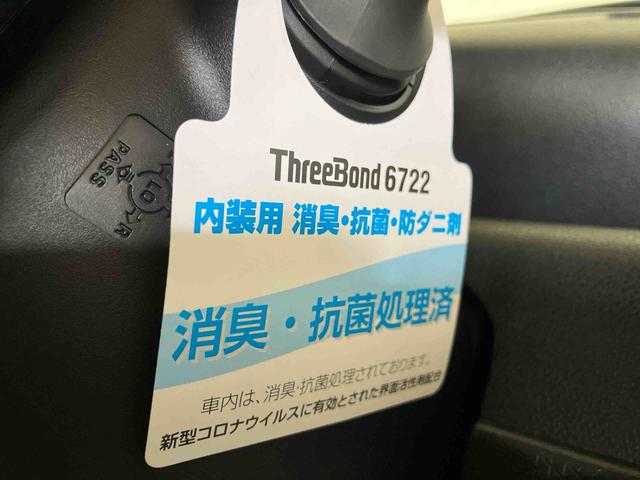 ThreeBond 6722
内装用 消臭・抗菌・防ダニ剤
消臭・抗菌処理済
車内は、消臭・抗菌処理されております。
新型コロナウイルスに有効とされた界面活性剤配合
PASS
LO